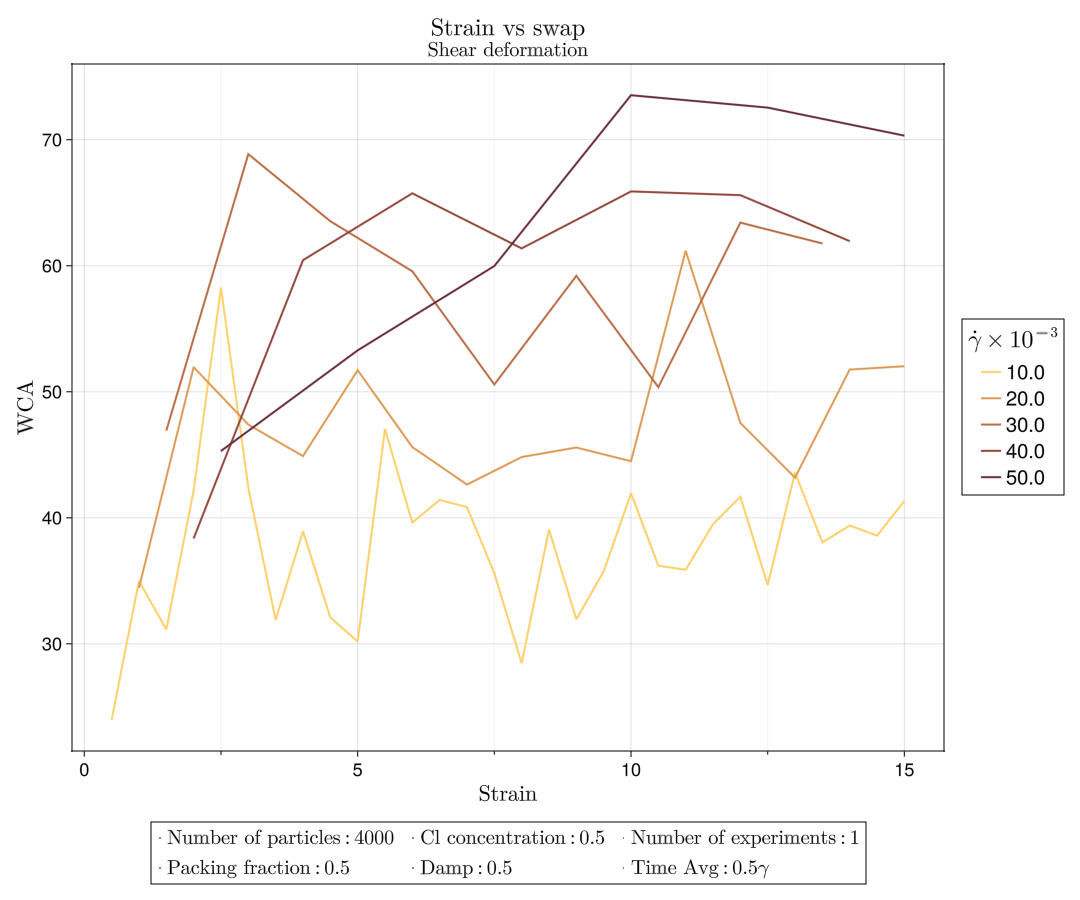 Strain vs swap
Shear deformation
WCA
70
60
50
40
30
0 5 10 15
Strain
γ̇ × 10⁻³
10.0
20.0
30.0
40.0
50.0
· Number of particles : 4000 · Cl concentration : 0.5 · Number of experiments : 1
· Packing fraction : 0.5 · Damp : 0.5 · Time Avg : 0.5γ